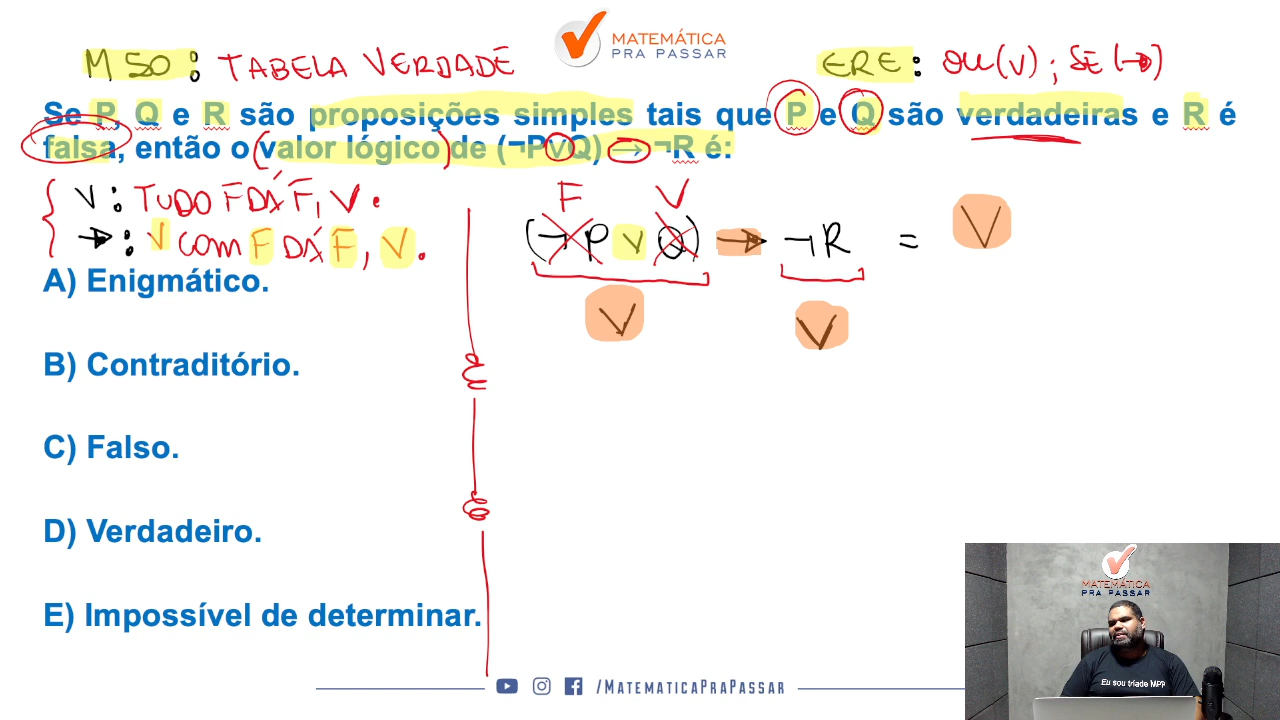 MATEMÁTICA
PRA PASSAR
MSO: TABELA VERDADE
ERE: OU(V); SE(→)
Se P, Q e R são proposições simples tais que P e Q são verdadeiras e R é
falsa, então o valor lógico de (¬P∨Q) → ¬R é:
V: TUDO F DÁ F, V.
→: V COM F DÁ F, V.
F V
(¬P ∨ Q) → ¬R = V
V V
A) Enigmático.
B) Contraditório.
C) Falso.
D) Verdadeiro.
E) Impossível de determinar.
MATEMÁTICA
PRA PASSAR
Eu sou tríade MPP
/MATEMATICAPRAPASSAR